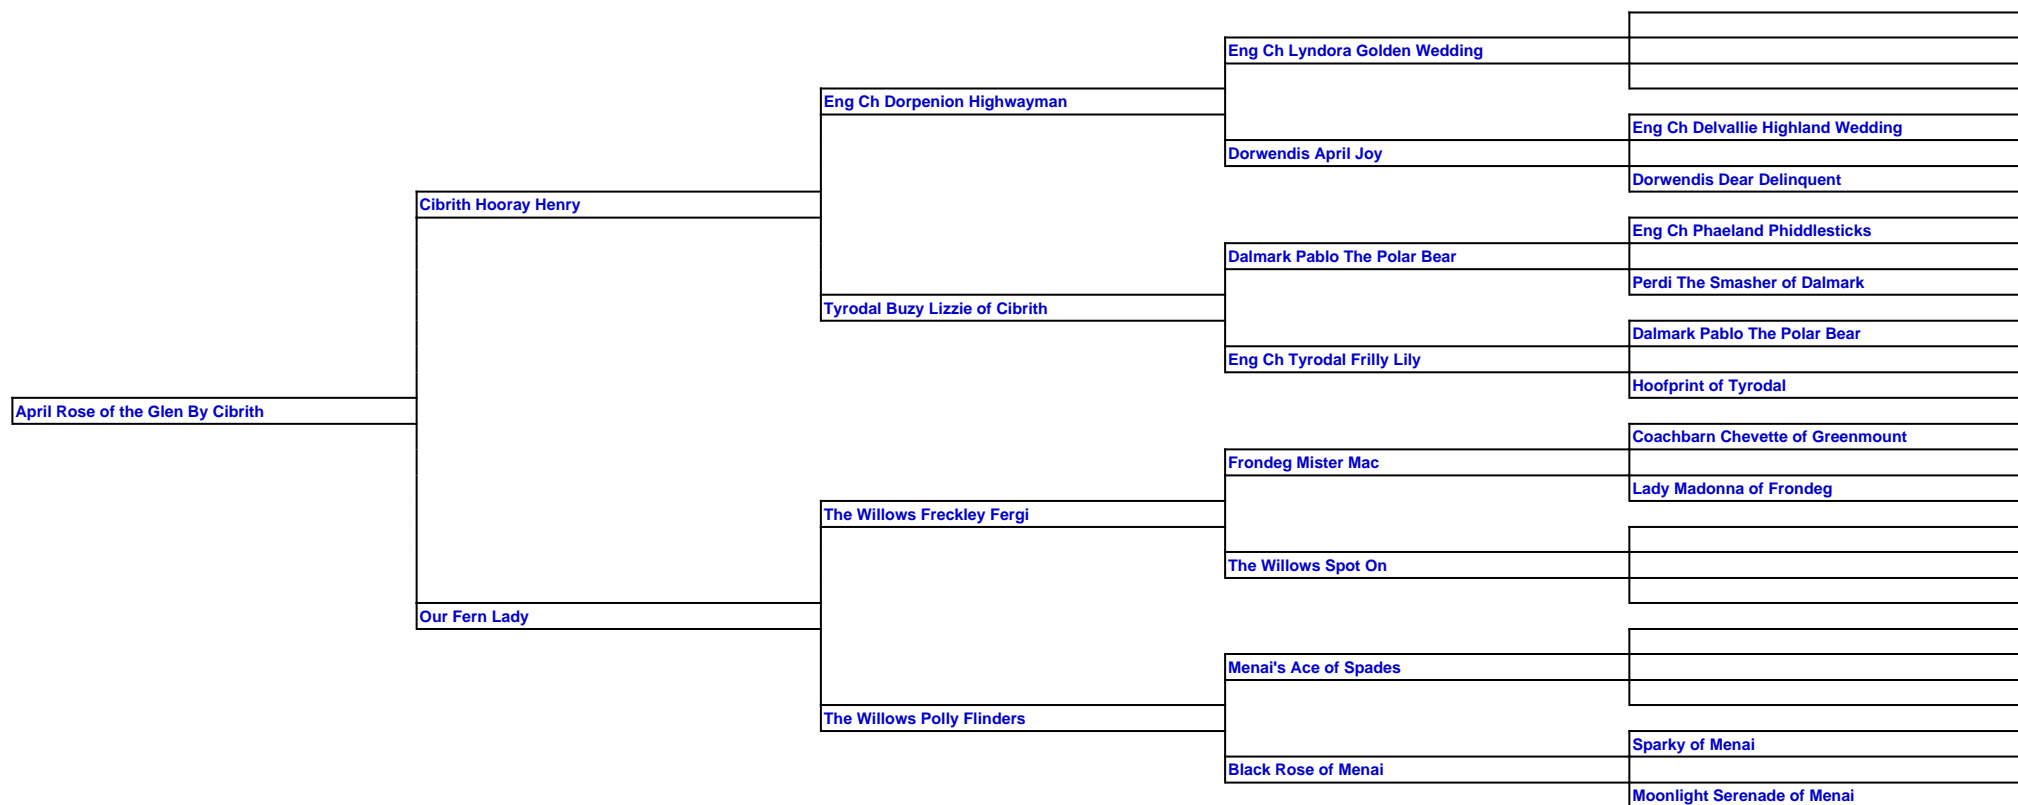 Eng Ch Lyndora Golden Wedding
Eng Ch Dorpenion Highwayman
Eng Ch Delvallie Highland Wedding
Dorwendis April Joy
Dorwendis Dear Delinquent
Cibrith Hooray Henry
Eng Ch Phaeland Phiddlesticks
Dalmark Pablo The Polar Bear
Perdi The Smasher of Dalmark
Tyrodal Buzy Lizzie of Cibrith
Dalmark Pablo The Polar Bear
Eng Ch Tyrodal Frilly Lily
Hoofprint of Tyrodal
April Rose of the Glen By Cibrith
Coachbarn Chevette of Greenmount
Frondeg Mister Mac
Lady Madonna of Frondeg
The Willows Freckley Fergi
The Willows Spot On
Our Fern Lady
Menai's Ace of Spades
The Willows Polly Flinders
Sparky of Menai
Black Rose of Menai
Moonlight Serenade of Menai